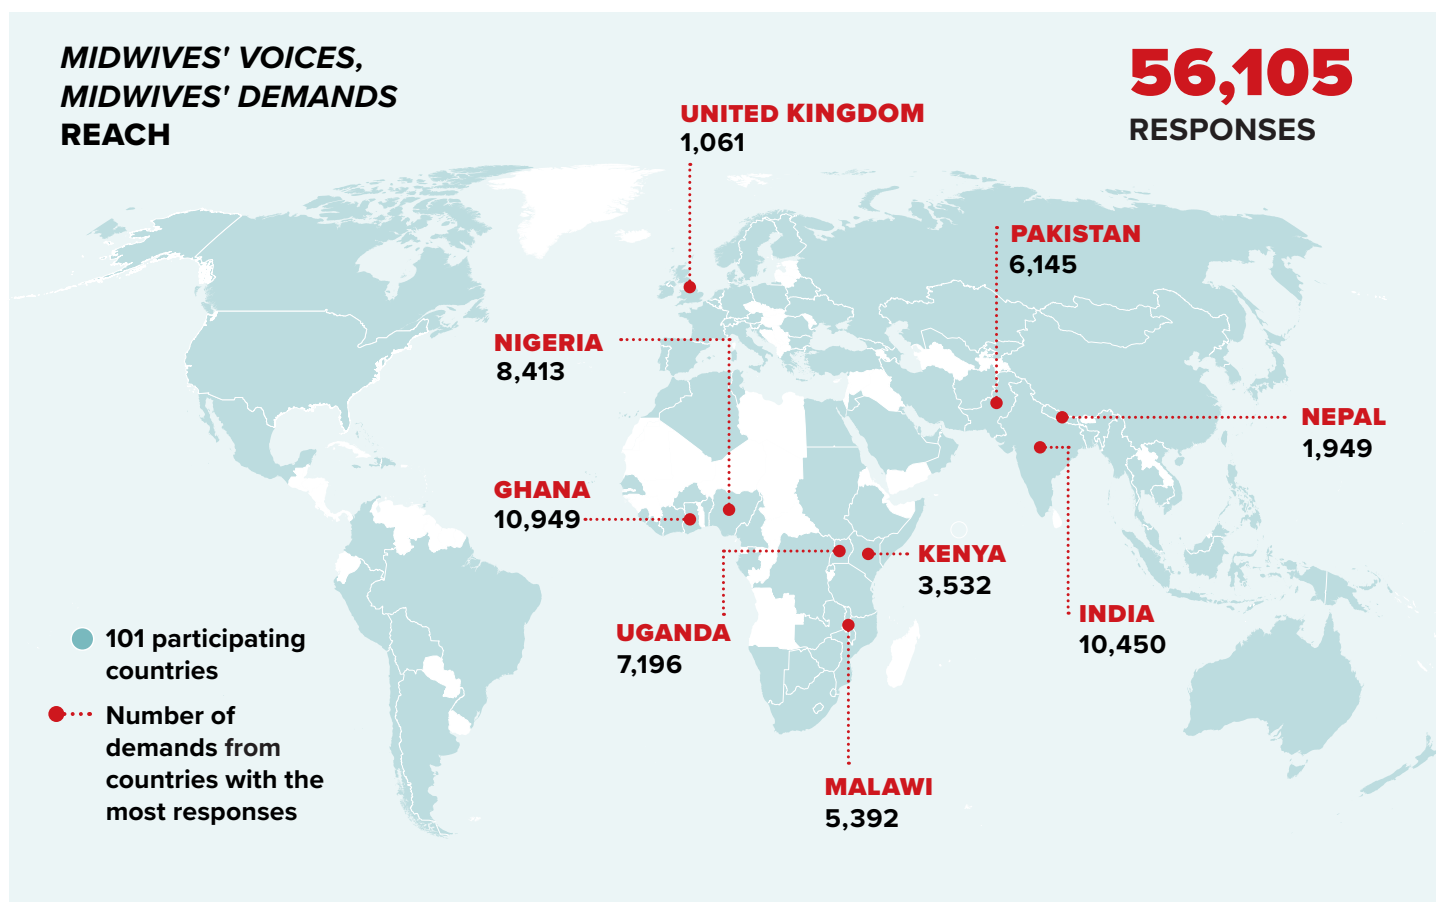 MIDWIVES' VOICES,
MIDWIVES' DEMANDS
REACH
56,105
RESPONSES
UNITED KINGDOM
1,061
PAKISTAN
6,145
NIGERIA
8,413
NEPAL
1,949
GHANA
10,949
KENYA
3,532
INDIA
10,450
UGANDA
7,196
MALAWI
5,392
101 participating
countries
Number of
demands from
countries with the
most responses